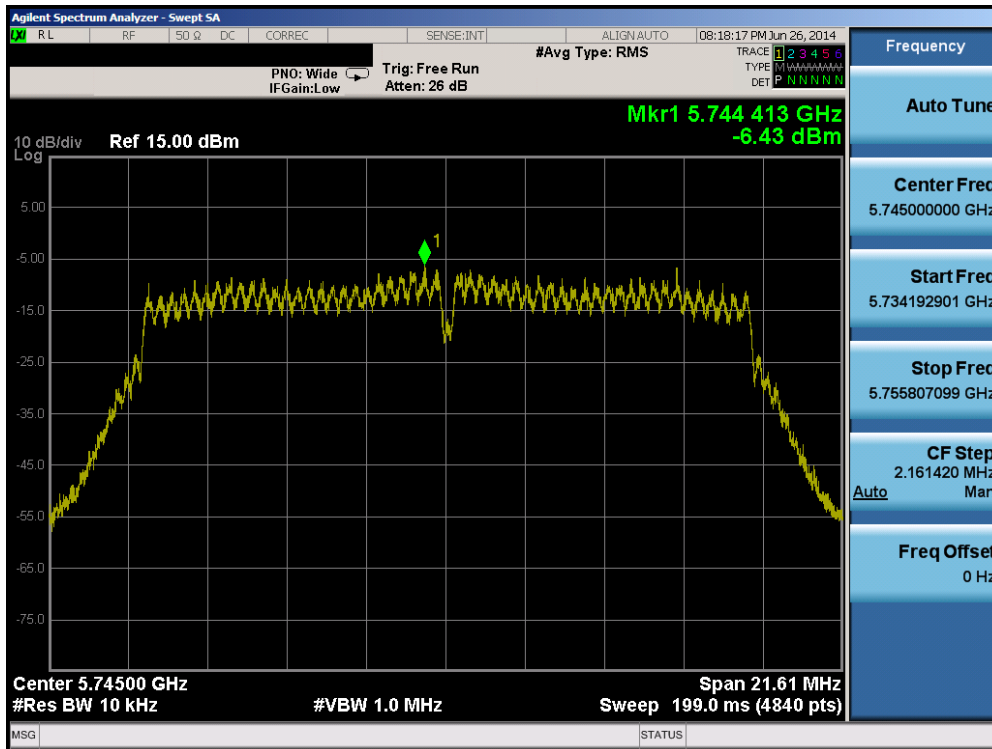 Agilent Spectrum Analyzer - Swept SA
LXI RL RF 50 Ω DC CORREC SENSE:INT ALIGN AUTO 08:18:17 PM Jun 26, 2014
#Avg Type: RMS
TRACE 1 2 3 4 5 6
TYPE M
DET P N N N N N
PNO: Wide
IFGain:Low
Trig: Free Run
Atten: 26 dB
Mkr1 5.744 413 GHz
-6.43 dBm
10 dB/div
Log
Ref 15.00 dBm
5.00
-5.00
-15.0
-25.0
-35.0
-45.0
-55.0
-65.0
-75.0
1
Center 5.74500 GHz
Span 21.61 MHz
#Res BW 10 kHz
#VBW 1.0 MHz
Sweep 199.0 ms (4840 pts)
MSG
STATUS
Frequency
Auto Tune
Center Freq
5.745000000 GHz
Start Freq
5.734192901 GHz
Stop Freq
5.755807099 GHz
CF Step
2.161420 MHz
Auto Man
Freq Offset
0 Hz